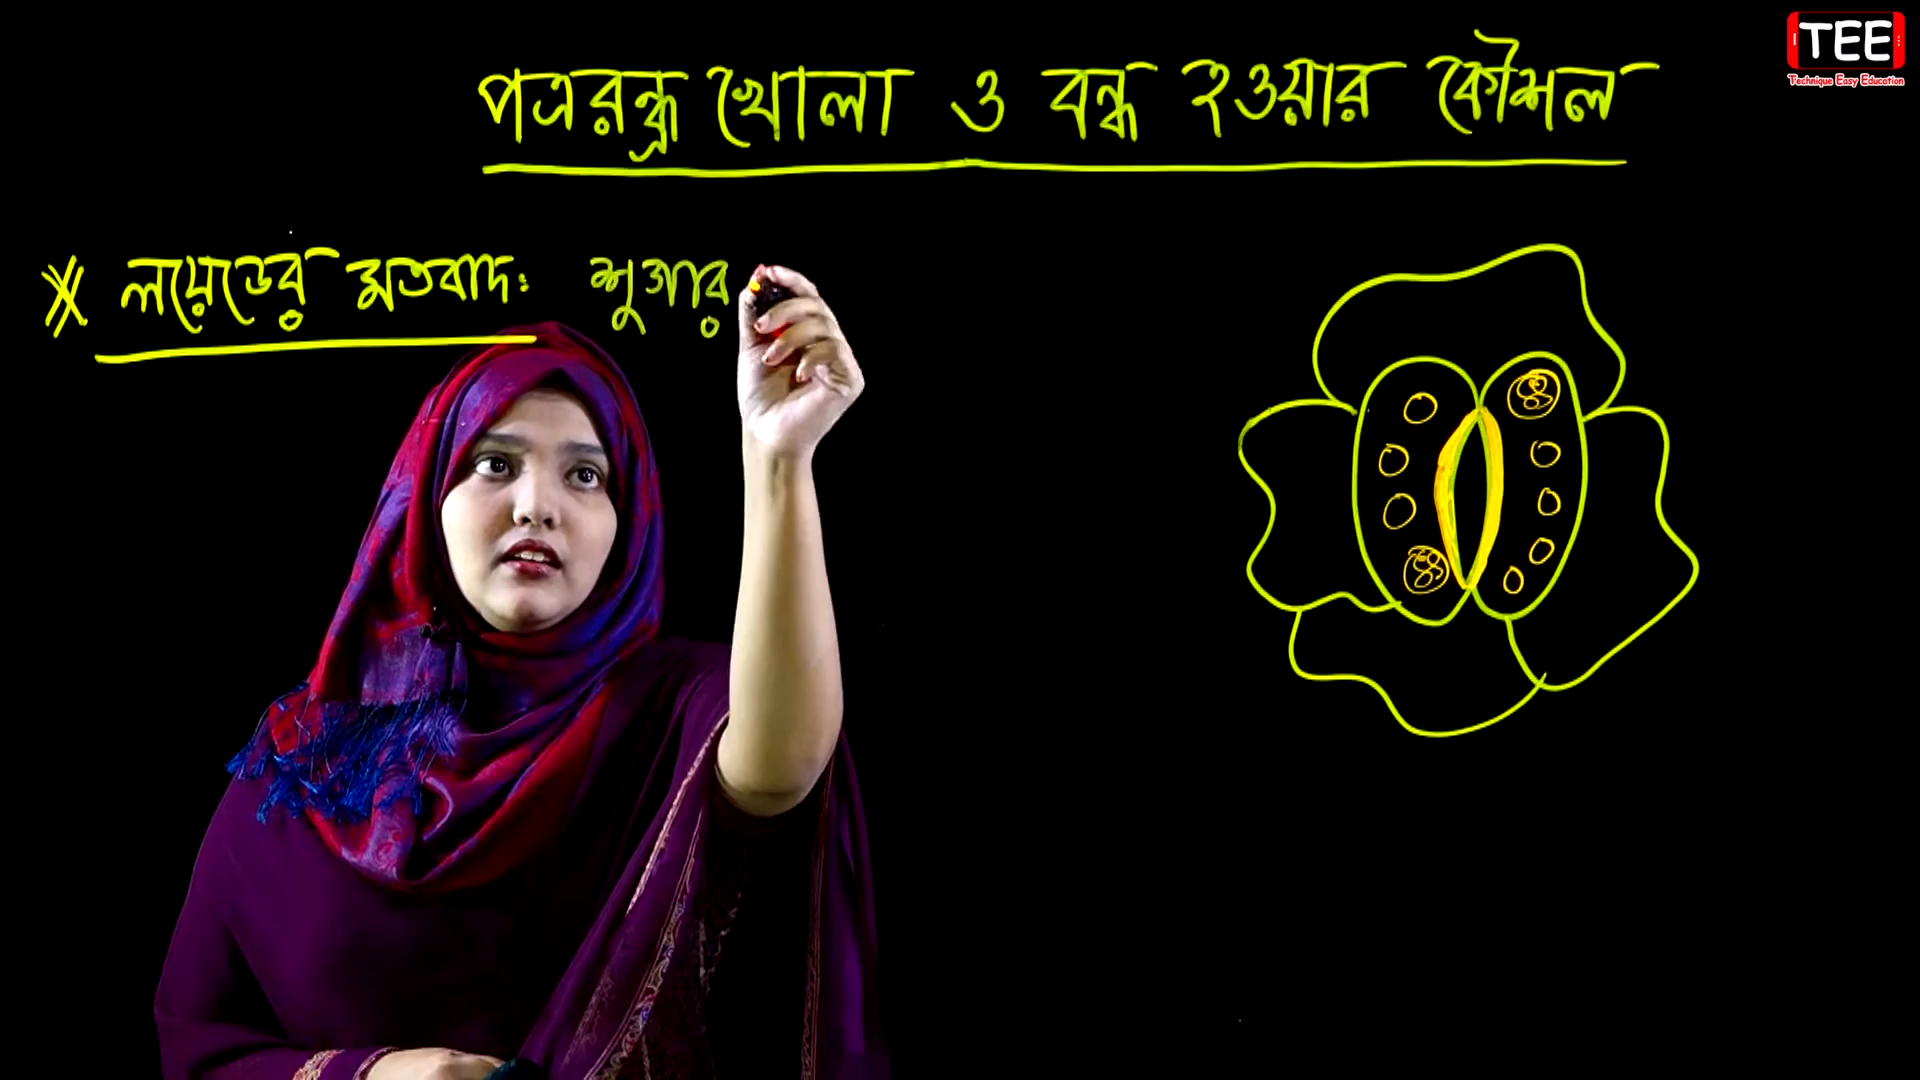 TEE
Technique Easy Education
পত্ররন্ধ্র খোলা ও বন্ধ হওয়ার কৌশল
* লয়েডের মতবাদঃ শুগার